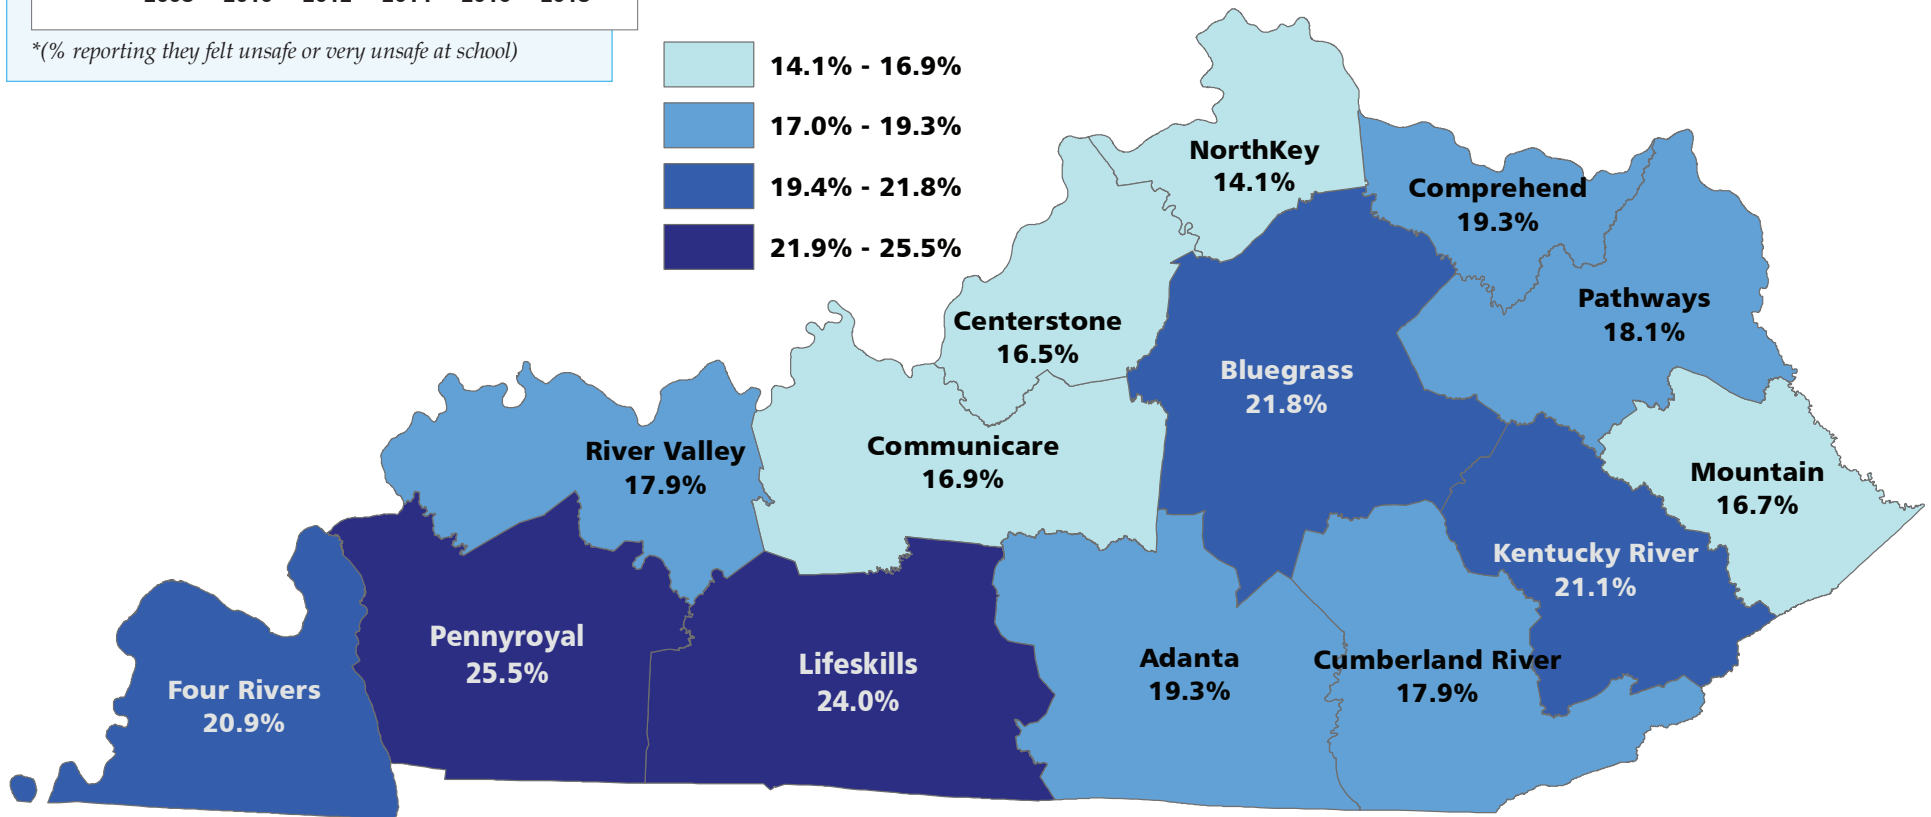 *(% reporting they felt unsafe or very unsafe at school)
14.1% - 16.9%
17.0% - 19.3%
19.4% - 21.8%
21.9% - 25.5%
NorthKey
14.1%
Comprehend
19.3%
Pathways
18.1%
Centerstone
16.5%
Bluegrass
21.8%
River Valley
17.9%
Communicare
16.9%
Mountain
16.7%
Kentucky River
21.1%
Pennyroyal
25.5%
Lifeskills
24.0%
Adanta
19.3%
Cumberland River
17.9%
Four Rivers
20.9%